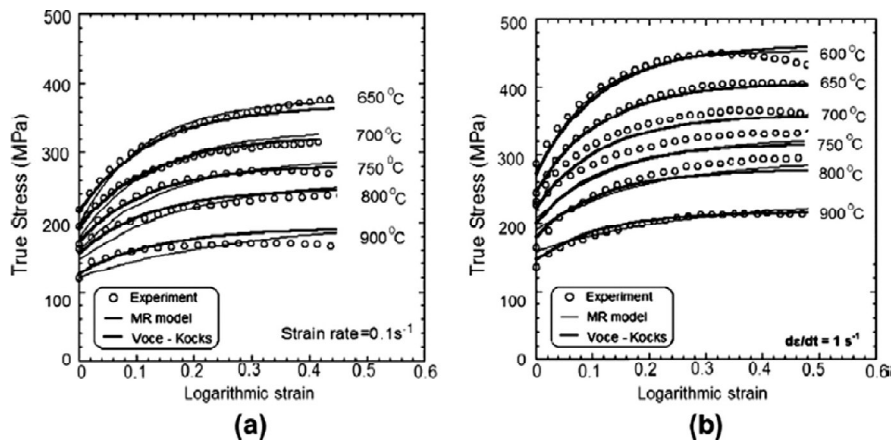 500
400
300
200
100
0
True Stress (MPa)
650 °C
700 °C
750 °C
800 °C
900 °C
Experiment
MR model
Voce - Kocks
Strain rate=0.1s⁻¹
0 0.1 0.2 0.3 0.4 0.5 0.6
Logarithmic strain
(a)
500
400
300
200
100
0
True Stress (MPa)
600 °C
650 °C
700 °C
750 °C
800 °C
900 °C
Experiment
MR model
Voce - Kocks
dε/dt = 1 s⁻¹
0 0.1 0.2 0.3 0.4 0.5 0.6
Logarithmic strain
(b)